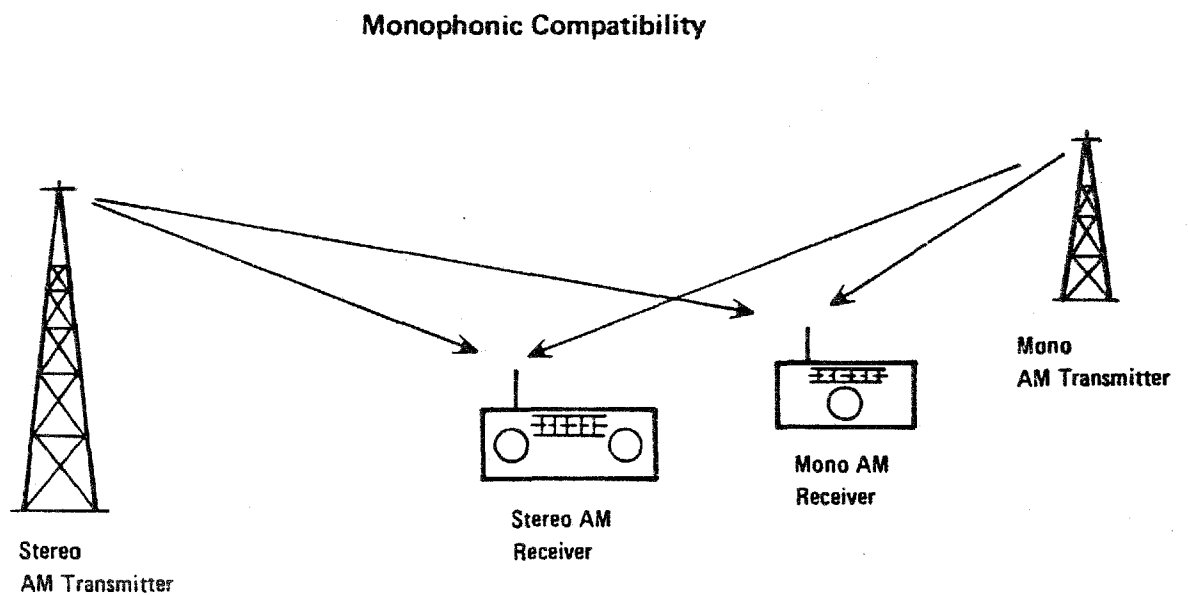 Monophonic Compatibility
Mono
AM Transmitter
Mono AM
Receiver
Stereo AM
Receiver
Stereo
AM Transmitter